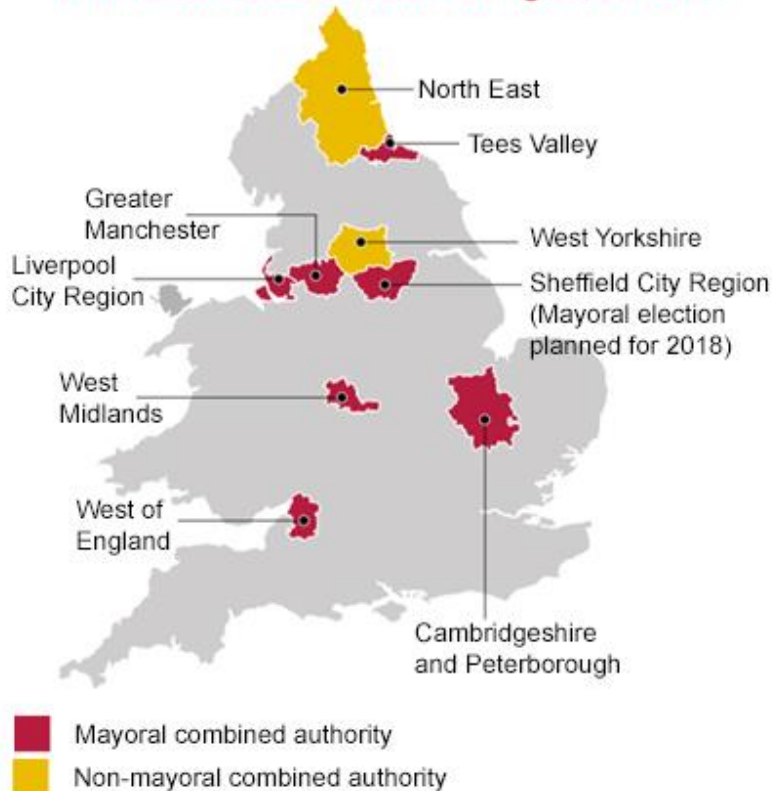 North East
Tees Valley
Greater
Manchester
West Yorkshire
Liverpool
City Region
Sheffield City Region
(Mayoral election
planned for 2018)
West
Midlands
West of
England
Cambridgeshire
and Peterborough
Mayoral combined authority
Non-mayoral combined authority